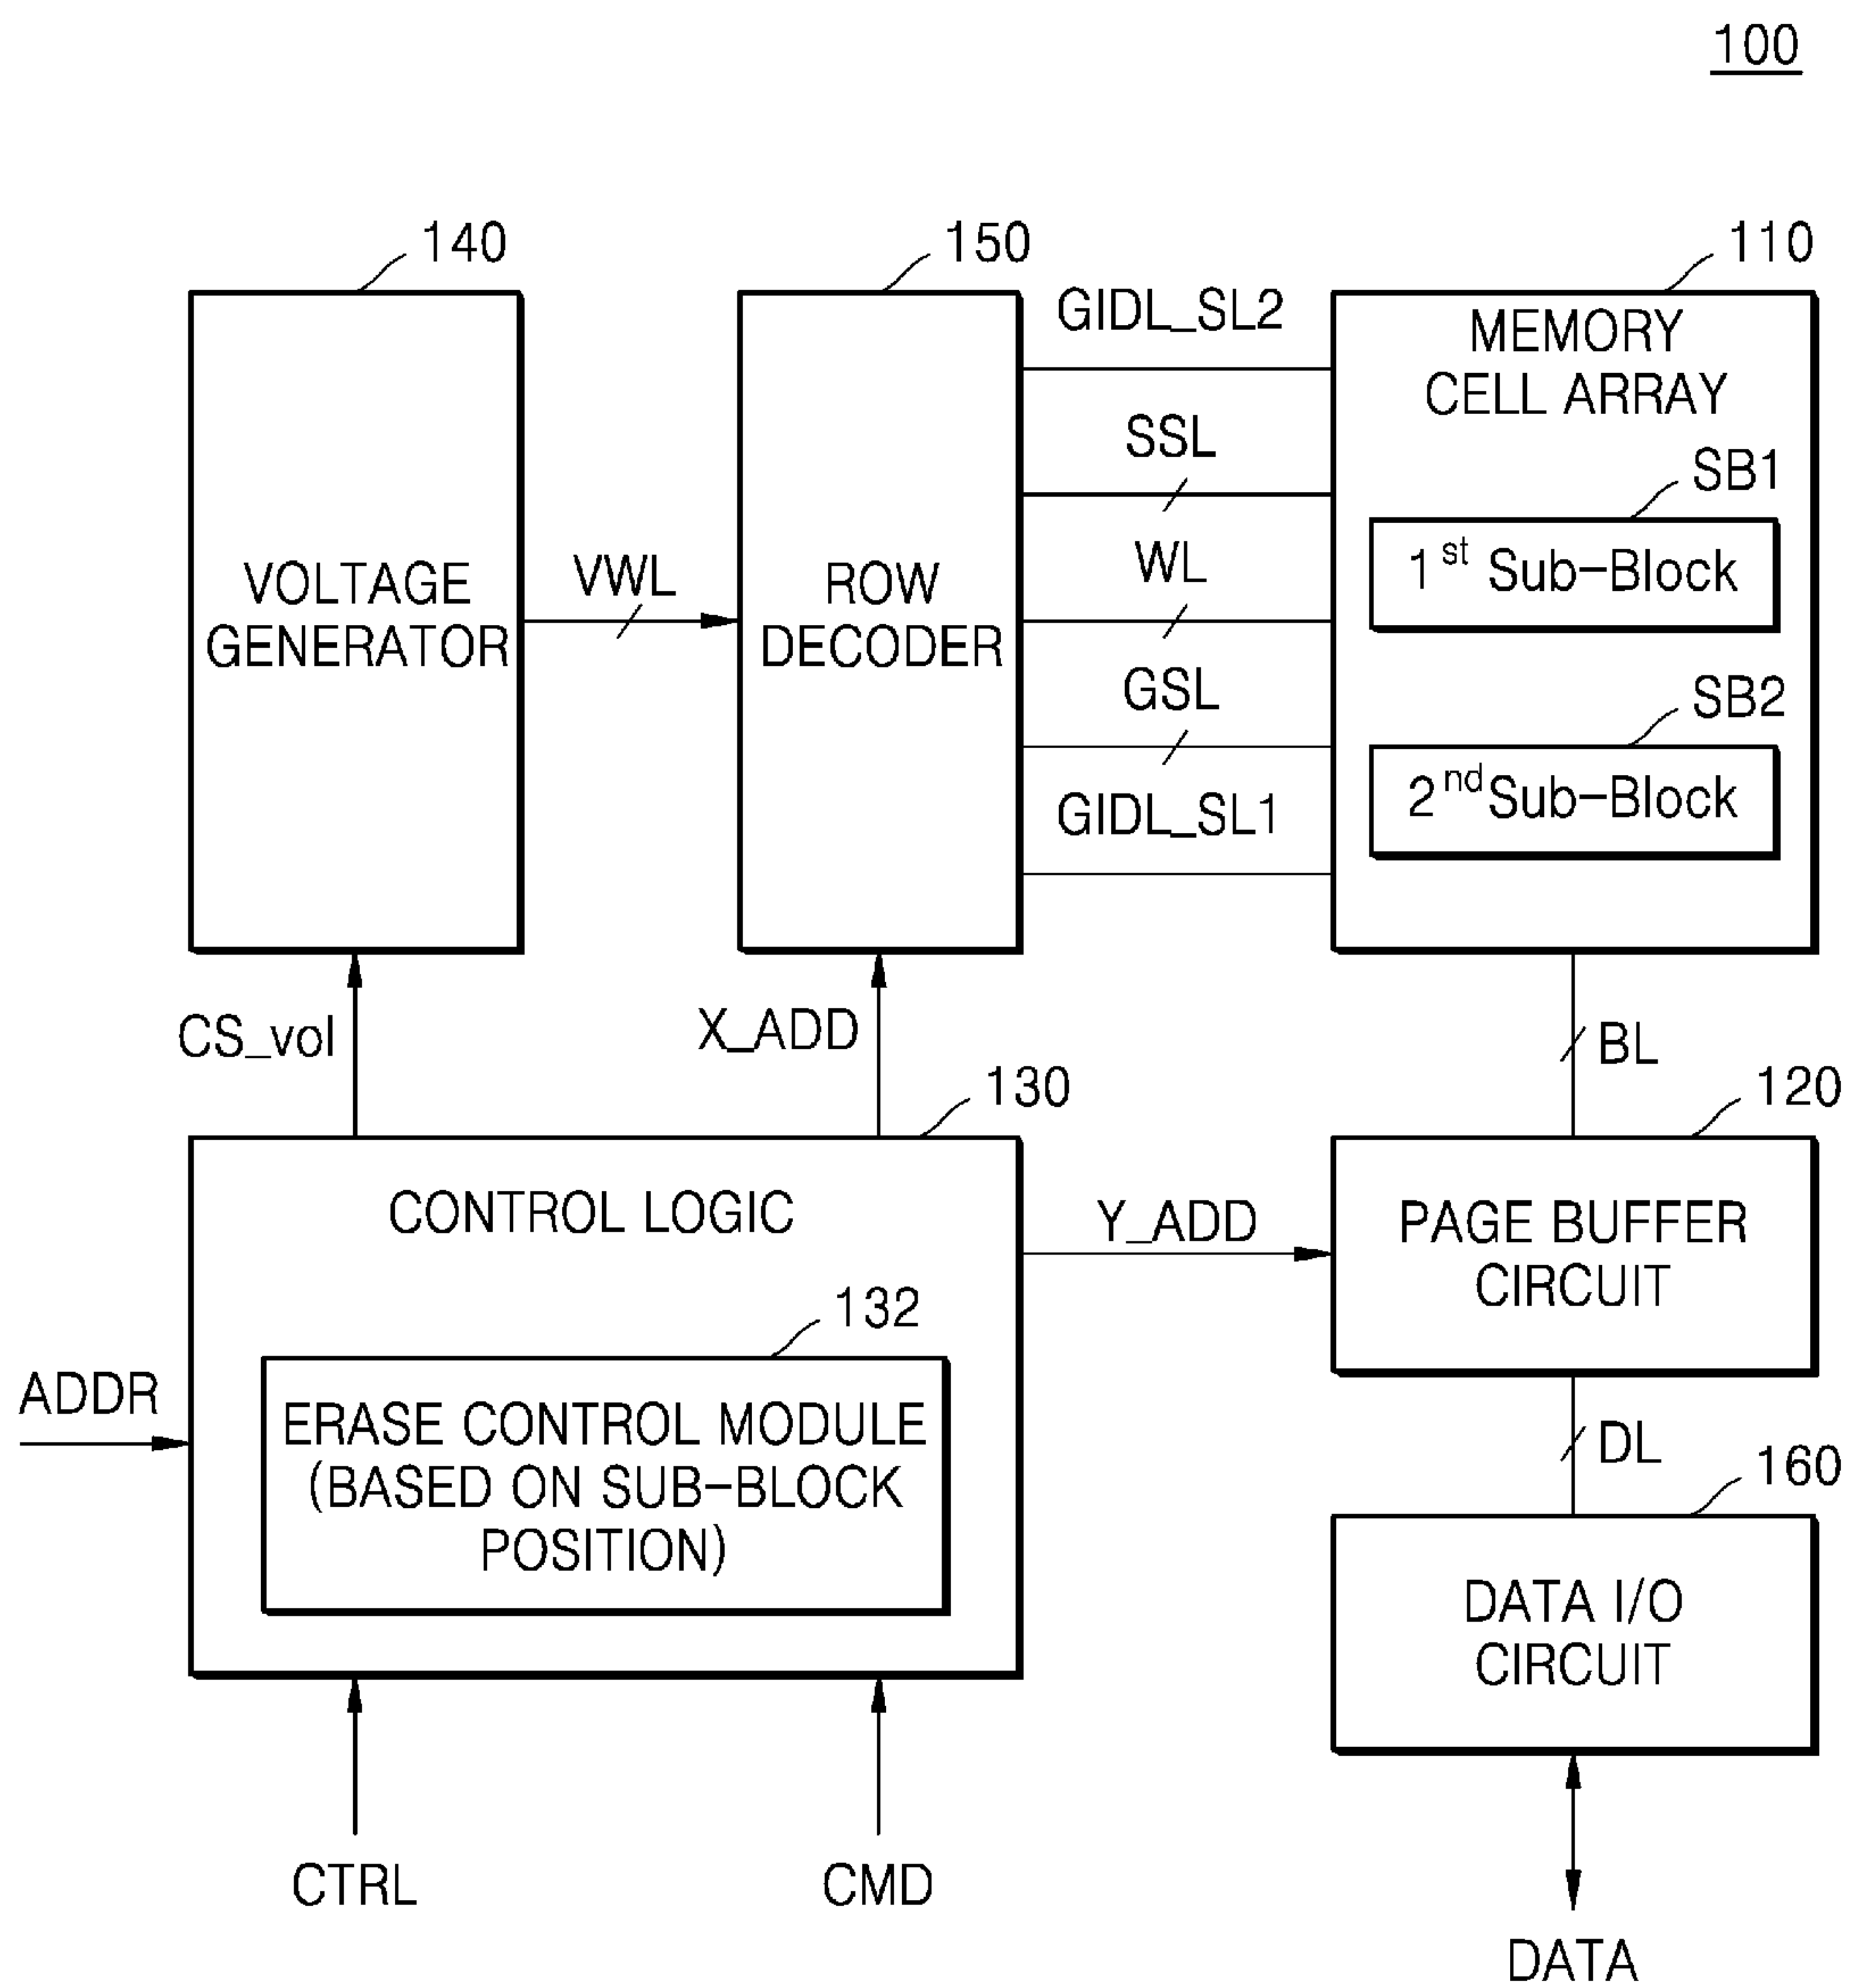 100
140
150
110
GIDL_SL2
MEMORY
CELL ARRAY
SSL
SB1
VOLTAGE
GENERATOR
VWL
ROW
DECODER
WL
1st Sub-Block
GSL
SB2
2nd Sub-Block
GIDL_SL1
CS_vol
X_ADD
BL
130
120
CONTROL LOGIC
Y_ADD
PAGE BUFFER
CIRCUIT
132
ADDR
ERASE CONTROL MODULE
(BASED ON SUB-BLOCK
POSITION)
DL
160
DATA I/O
CIRCUIT
CTRL
CMD
DATA